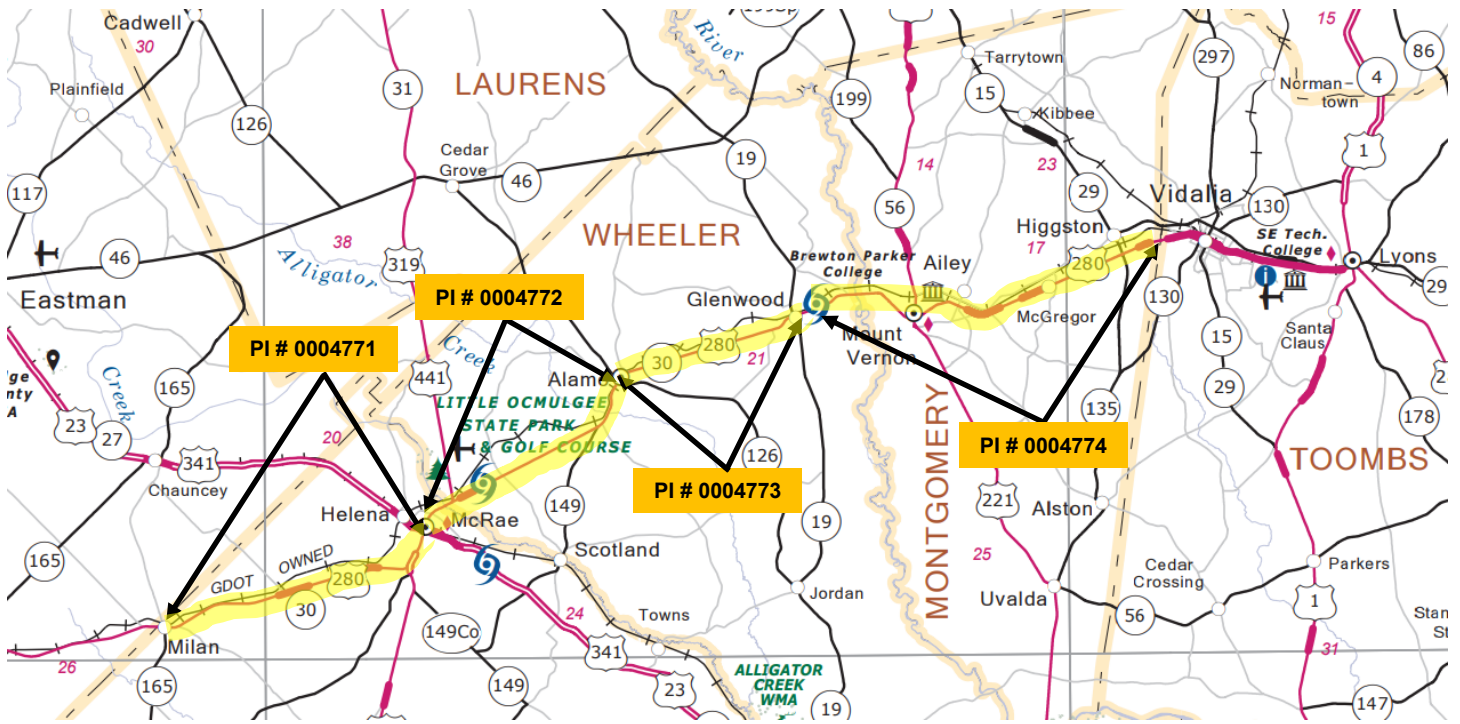 Cadwell
30
River
15
86
Tarrytown
297
Norman-
town
4
Plainfield
LAURENS
31
199
15
Kibbee
126
1
Cedar
Grove
19
14
23
46
29
Vidalia
117
130
56
Higgston
17
SE Tech.
College
WHEELER
38
Alligator
46
319
Brewton Parker
College
Ailey
280
Lyons
Eastman
PI # 0004772
Glenwood
29
130
McGregor
Mount
Vernon
Santa
Claus
PI # 0004771
30
280
21
15
Creek
441
Alamo
ge
nty
A
Creek
165
LITTLE OCMULGEE
STATE PARK
& GOLF COURSE
29
2
135
178
23
27
20
126
PI # 0004774
MONTGOMERY
TOOMBS
341
Chauncey
PI # 0004773
149
221
Alston
Helena
McRae
19
165
Scotland
25
GDOT OWNED
280
30
Jordan
Cedar
Crossing
Parkers
Uvalda
24
Towns
1
56
Stan
St
149Co
Milan
26
341
31
165
149
23
ALLIGATOR
CREEK
WMA
19
147